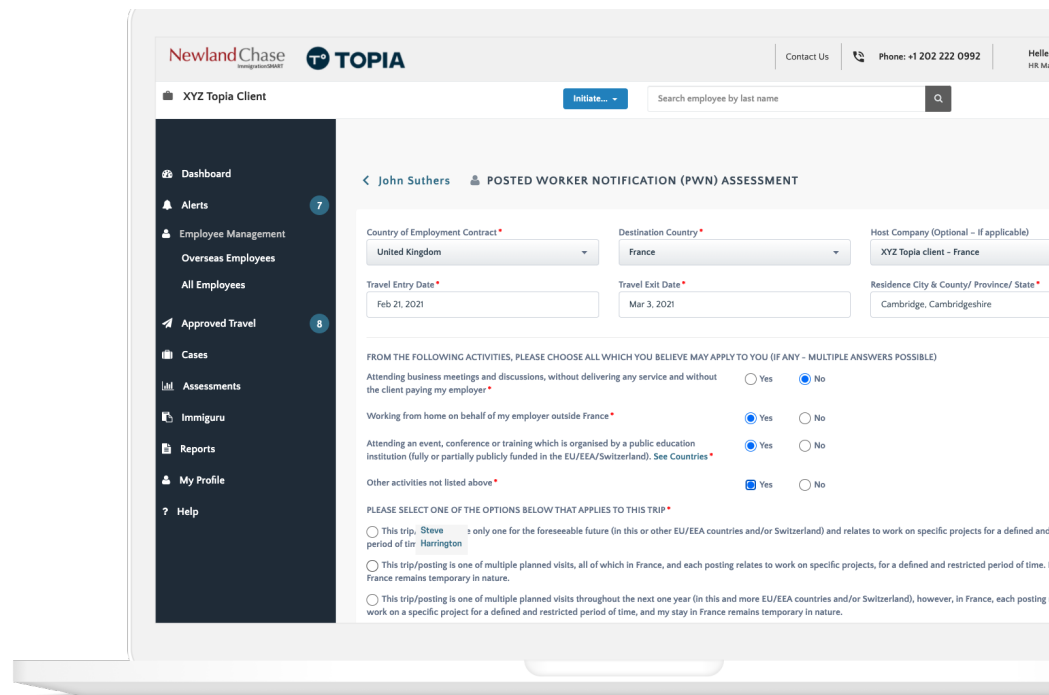 NewlandChase
ImmigrationSMART
TOPIA
Contact Us
Phone: +1 202 222 0992
Helle
HR Ma
XYZ Topia Client
Initiate...
Search employee by last name
Dashboard
Alerts
7
Employee Management
Overseas Employees
All Employees
Approved Travel
8
Cases
Assessments
Immiguru
Reports
My Profile
? Help
John Suthers
POSTED WORKER NOTIFICATION (PWN) ASSESSMENT
Country of Employment Contract*
Destination Country*
Host Company (Optional – If applicable)
United Kingdom
France
XYZ Topia client – France
Travel Entry Date*
Travel Exit Date*
Residence City & County/ Province/ State*
Feb 21, 2021
Mar 3, 2021
Cambridge, Cambridgeshire
FROM THE FOLLOWING ACTIVITIES, PLEASE CHOOSE ALL WHICH YOU BELIEVE MAY APPLY TO YOU (IF ANY – MULTIPLE ANSWERS POSSIBLE)
Attending business meetings and discussions, without delivering any service and without
the client paying my employer*
Yes
No
Working from home on behalf of my employer outside France*
Yes
No
Attending an event, conference or training which is organised by a public education
institution (fully or partially publicly funded in the EU/EEA/Switzerland). See Countries*
Yes
No
Other activities not listed above*
Yes
No
PLEASE SELECT ONE OF THE OPTIONS BELOW THAT APPLIES TO THIS TRIP*
This trip, Steve only one for the foreseeable future (in this or other EU/EEA countries and/or Switzerland) and relates to work on specific projects for a defined and
period of tim Harrington
This trip/posting is one of multiple planned visits, all of which in France, and each posting relates to work on specific projects, for a defined and restricted period of time.
France remains temporary in nature.
This trip/posting is one of multiple planned visits throughout the next one year (in this and more EU/EEA countries and/or Switzerland), however, in France, each posting
work on a specific project for a defined and restricted period of time, and my stay in France remains temporary in nature.